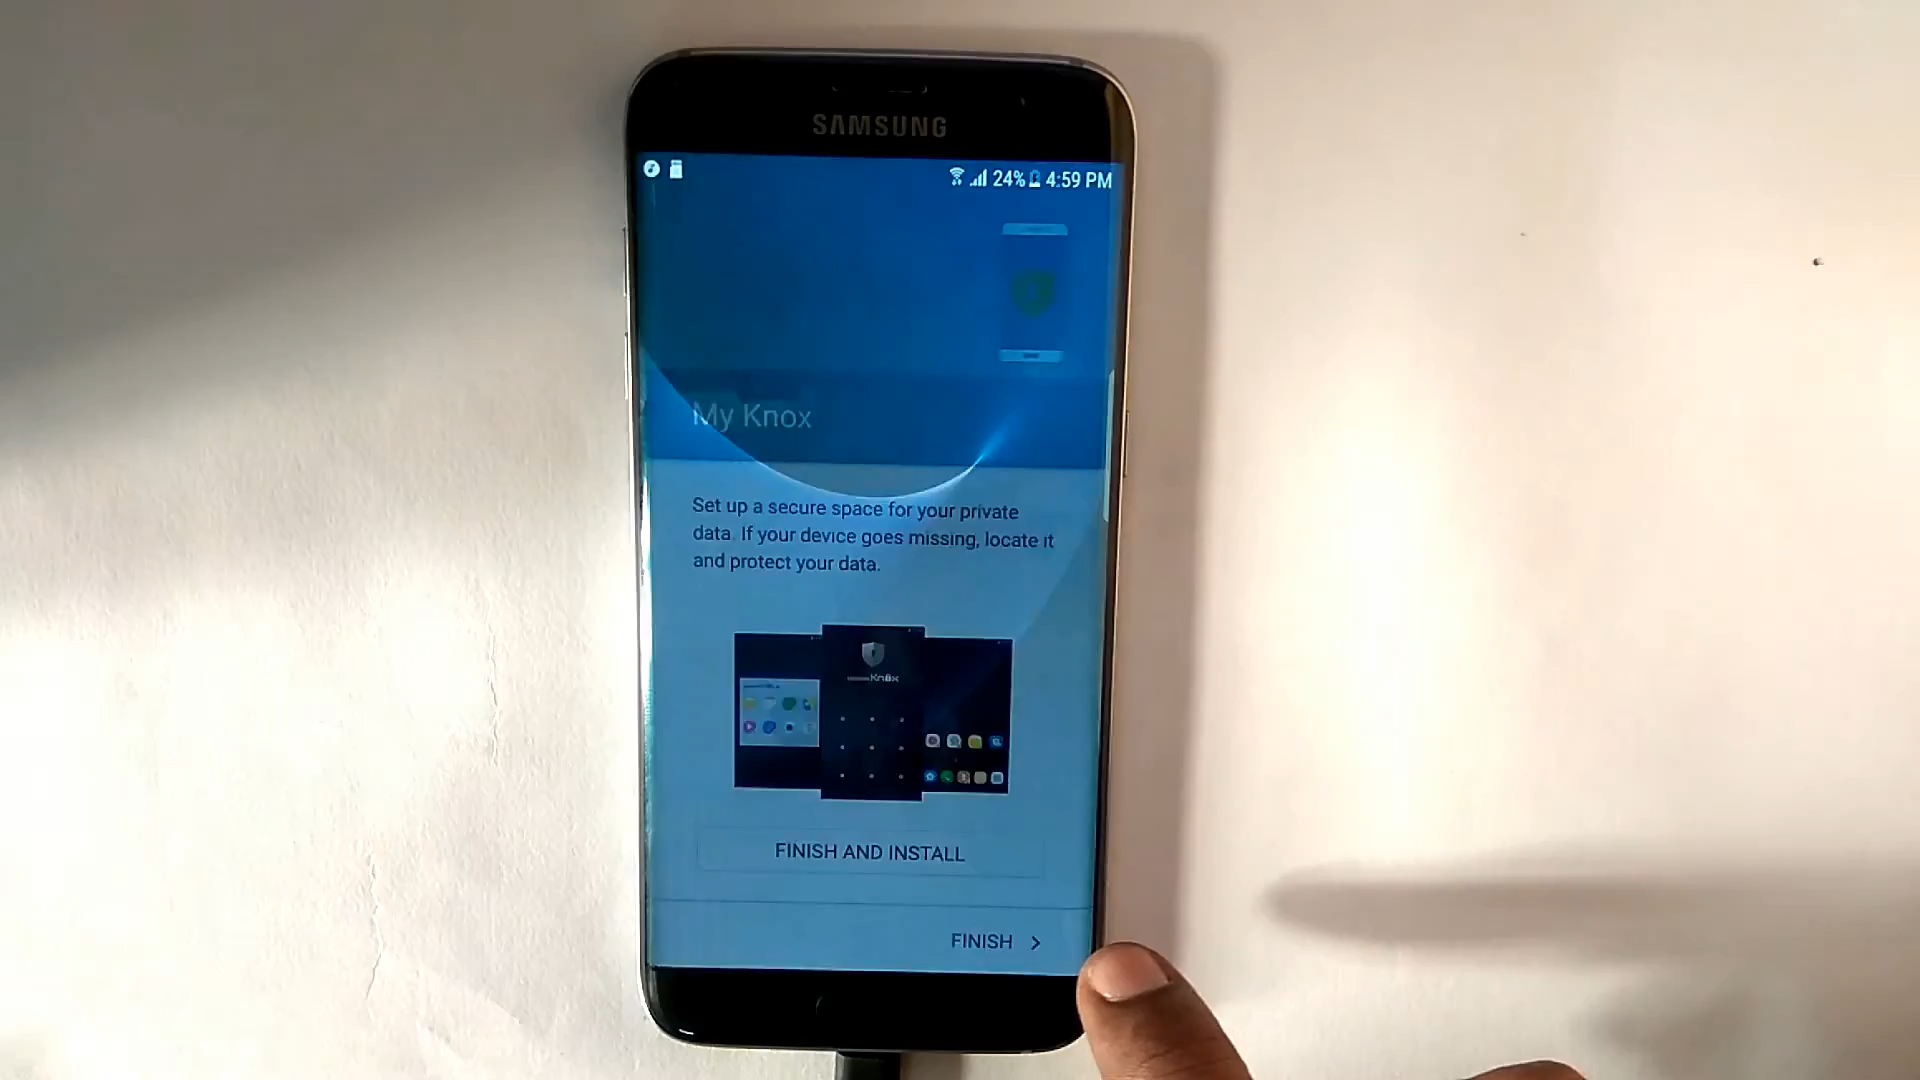 SAMSUNG
24% 4:59 PM
My Knox
Set up a secure space for your private
data. If your device goes missing, locate it
and protect your data.
Knox
FINISH AND INSTALL
FINISH >